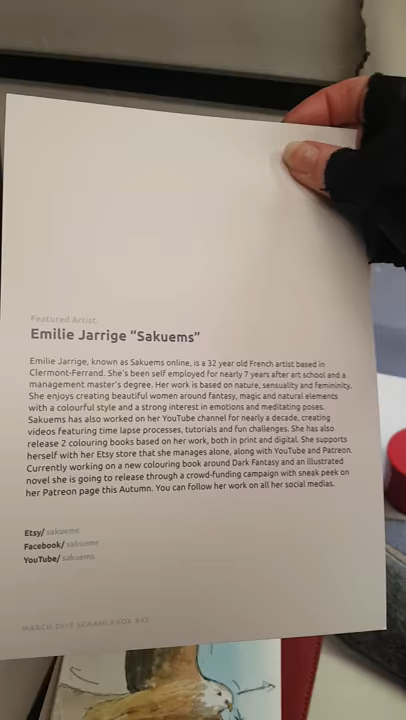 Featured Artist:
Emilie Jarrige “Sakuems”
Emilie Jarrige, known as Sakuems online, is a 32 year old French artist based in
Clermont-Ferrand. She's been self employed for nearly 7 years after art school and a
management master's degree. Her work is based on nature, sensuality and femininity.
She enjoys creating beautiful women around fantasy, magic and natural elements
with a colourful style and a strong interest in emotions and meditating poses.
Sakuems has also worked on her YouTube channel for nearly a decade, creating
videos featuring time lapse processes, tutorials and fun challenges. She has also
release 2 colouring books based on her work, both in print and digital. She supports
herself with her Etsy store that she manages alone, along with YouTube and Patreon.
Currently working on a new colouring book around Dark Fantasy and an illustrated
novel she is going to release through a crowd-funding campaign with sneak peek on
her Patreon page this Autumn. You can follow her work on all her social medias.
Etsy/ sakuems
Facebook/ sakuems
YouTube/ sakuems
MARCH SCRAWLRBOX